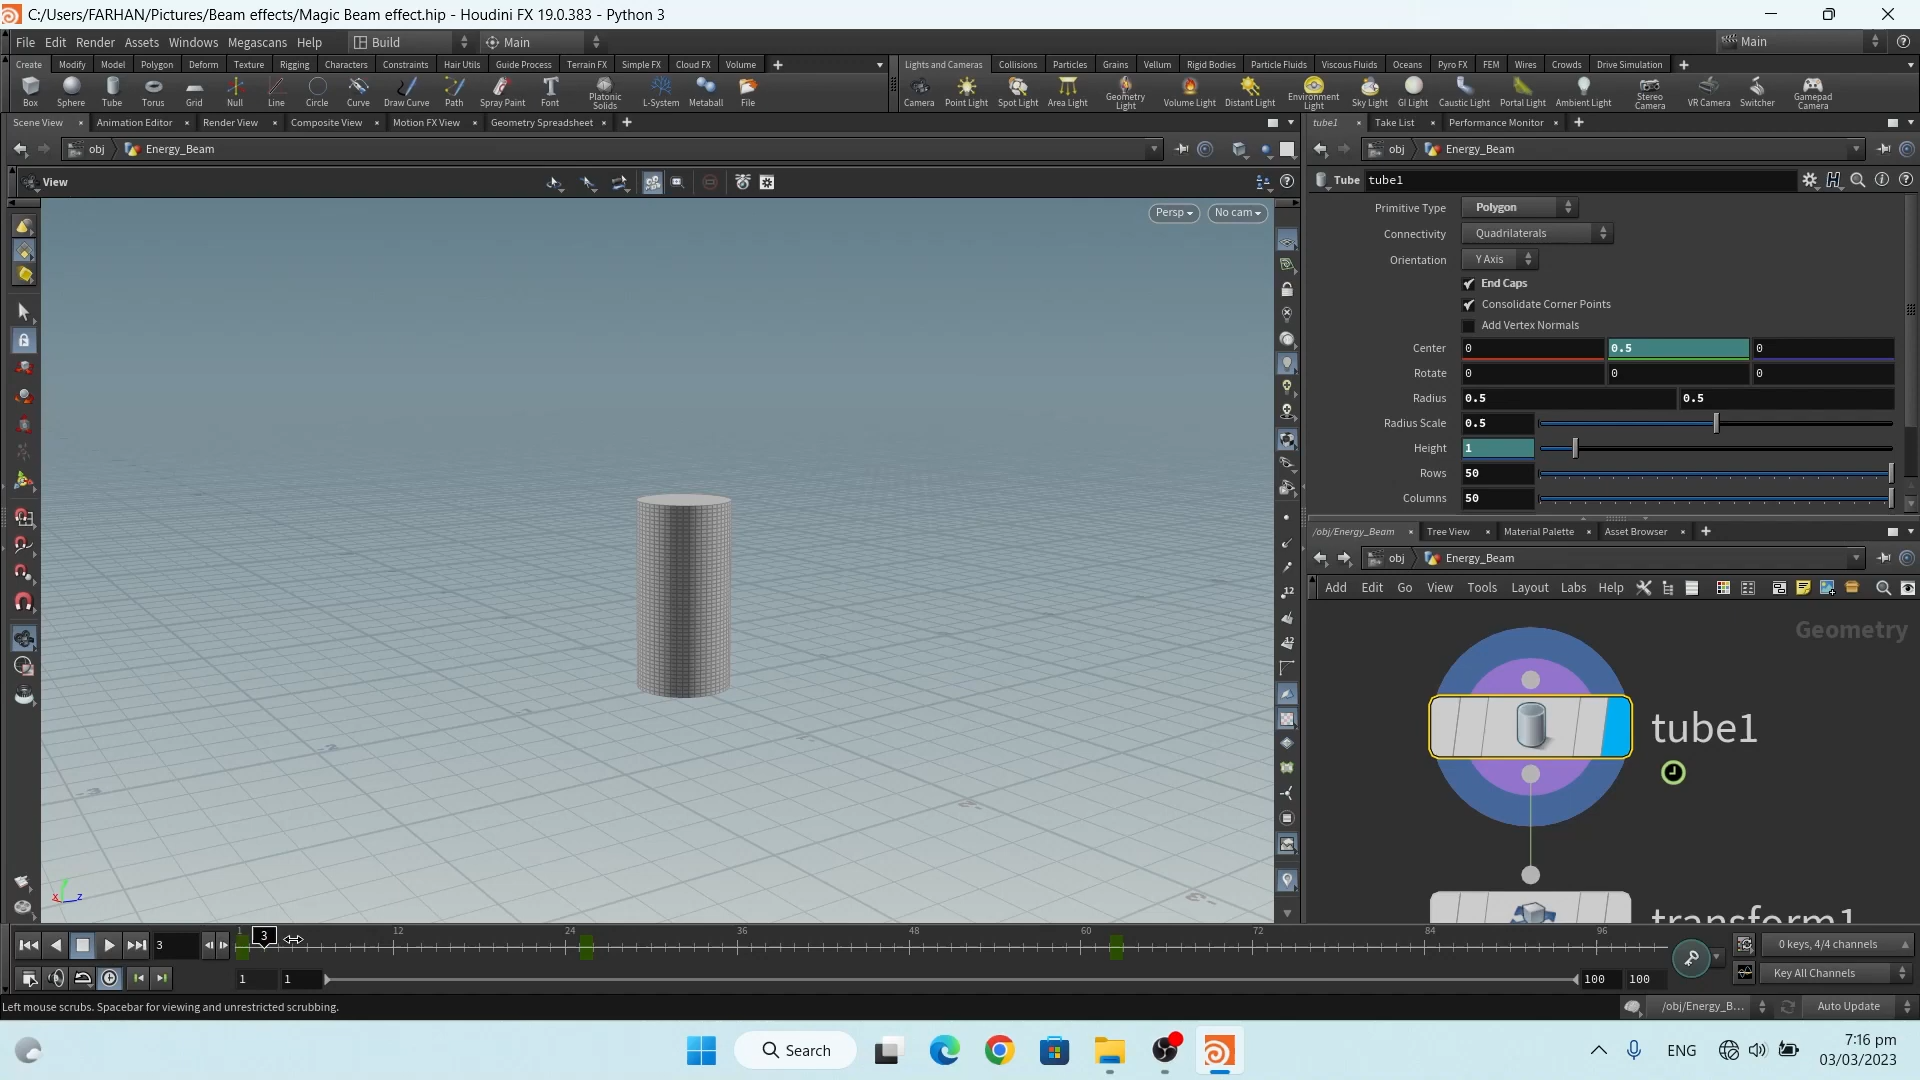 C:/Users/FARHAN/Pictures/Beam effects/Magic Beam effect.hip - Houdini FX 19.0.383 - Python 3
File Edit Render Assets Windows Megascans Help Build Main Main
Create Modify Model Polygon Deform Texture Rigging Characters Constraints Hair Utils Guide Process Terrain FX Simple FX Cloud FX Volume
Lights and Cameras Collisions Particles Grains Vellum Rigid Bodies Particle Fluids Viscous Fluids Oceans Pyro FX FEM Wires Crowds Drive Simulation
Box Sphere Tube Torus Grid Null Line Circle Curve Draw Curve Path Spray Paint Font Platonic Solids L-System Metaball File
Camera Point Light Spot Light Area Light Geometry Light Volume Light Distant Light Environment Light Sky Light GI Light Caustic Light Portal Light Ambient Light Stereo Camera VR Camera Switcher Gamepad Camera
Scene View Animation Editor Render View Composite View Motion FX View Geometry Spreadsheet
tube1 Take List Performance Monitor
obj Energy_Beam
obj Energy_Beam
View
Tube tube1
Persp No cam
Primitive Type Polygon
Connectivity Quadrilaterals
Orientation Y Axis
End Caps
Consolidate Corner Points
Add Vertex Normals
Center 0 0.5 0
Rotate 0 0 0
Radius 0.5 0.5
Radius Scale 0.5
Height 1
Rows 50
Columns 50
/obj/Energy_Beam Tree View Material Palette Asset Browser
obj Energy_Beam
Add Edit Go View Tools Layout Labs Help
Geometry
tube1
transform1
12
12
x z
3 1 3 12 24 36 48 60 72 84 96
0 keys, 4/4 channels
1 1 100 100
Key All Channels
Left mouse scrubs. Spacebar for viewing and unrestricted scrubbing.
/obj/Energy_B... Auto Update
Search
ENG
7:16 pm
03/03/2023